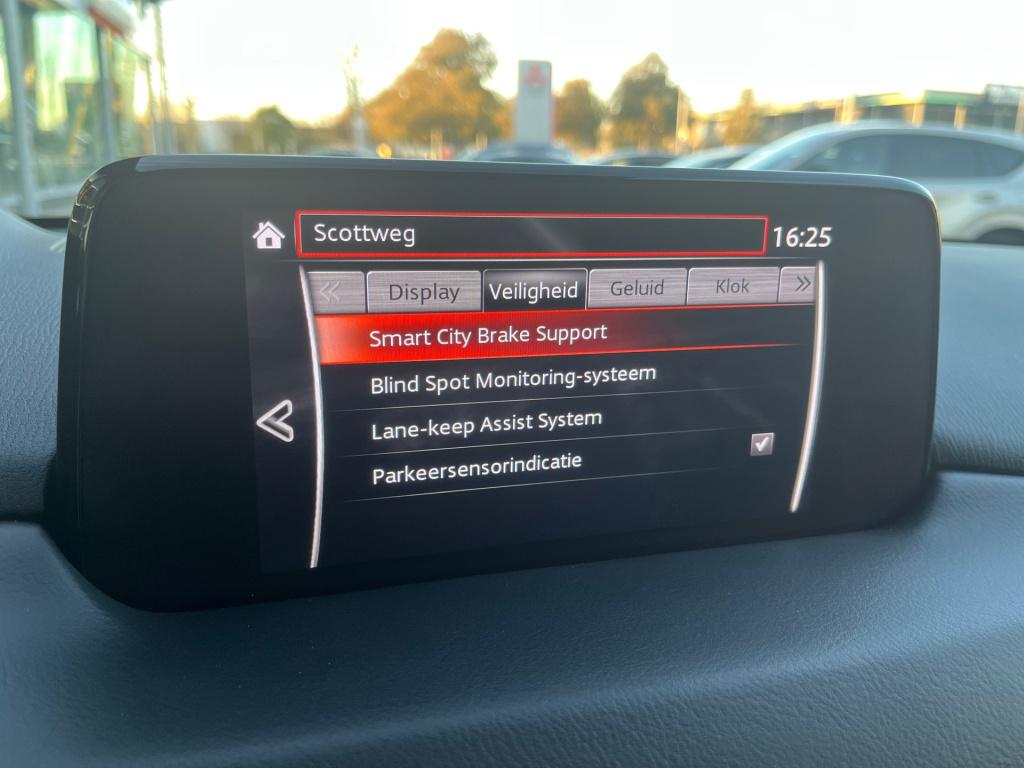 Scottweg 16:25
Display Veiligheid Geluid Klok
Smart City Brake Support
Blind Spot Monitoring-systeem
Lane-keep Assist System
Parkeersensorindicatie